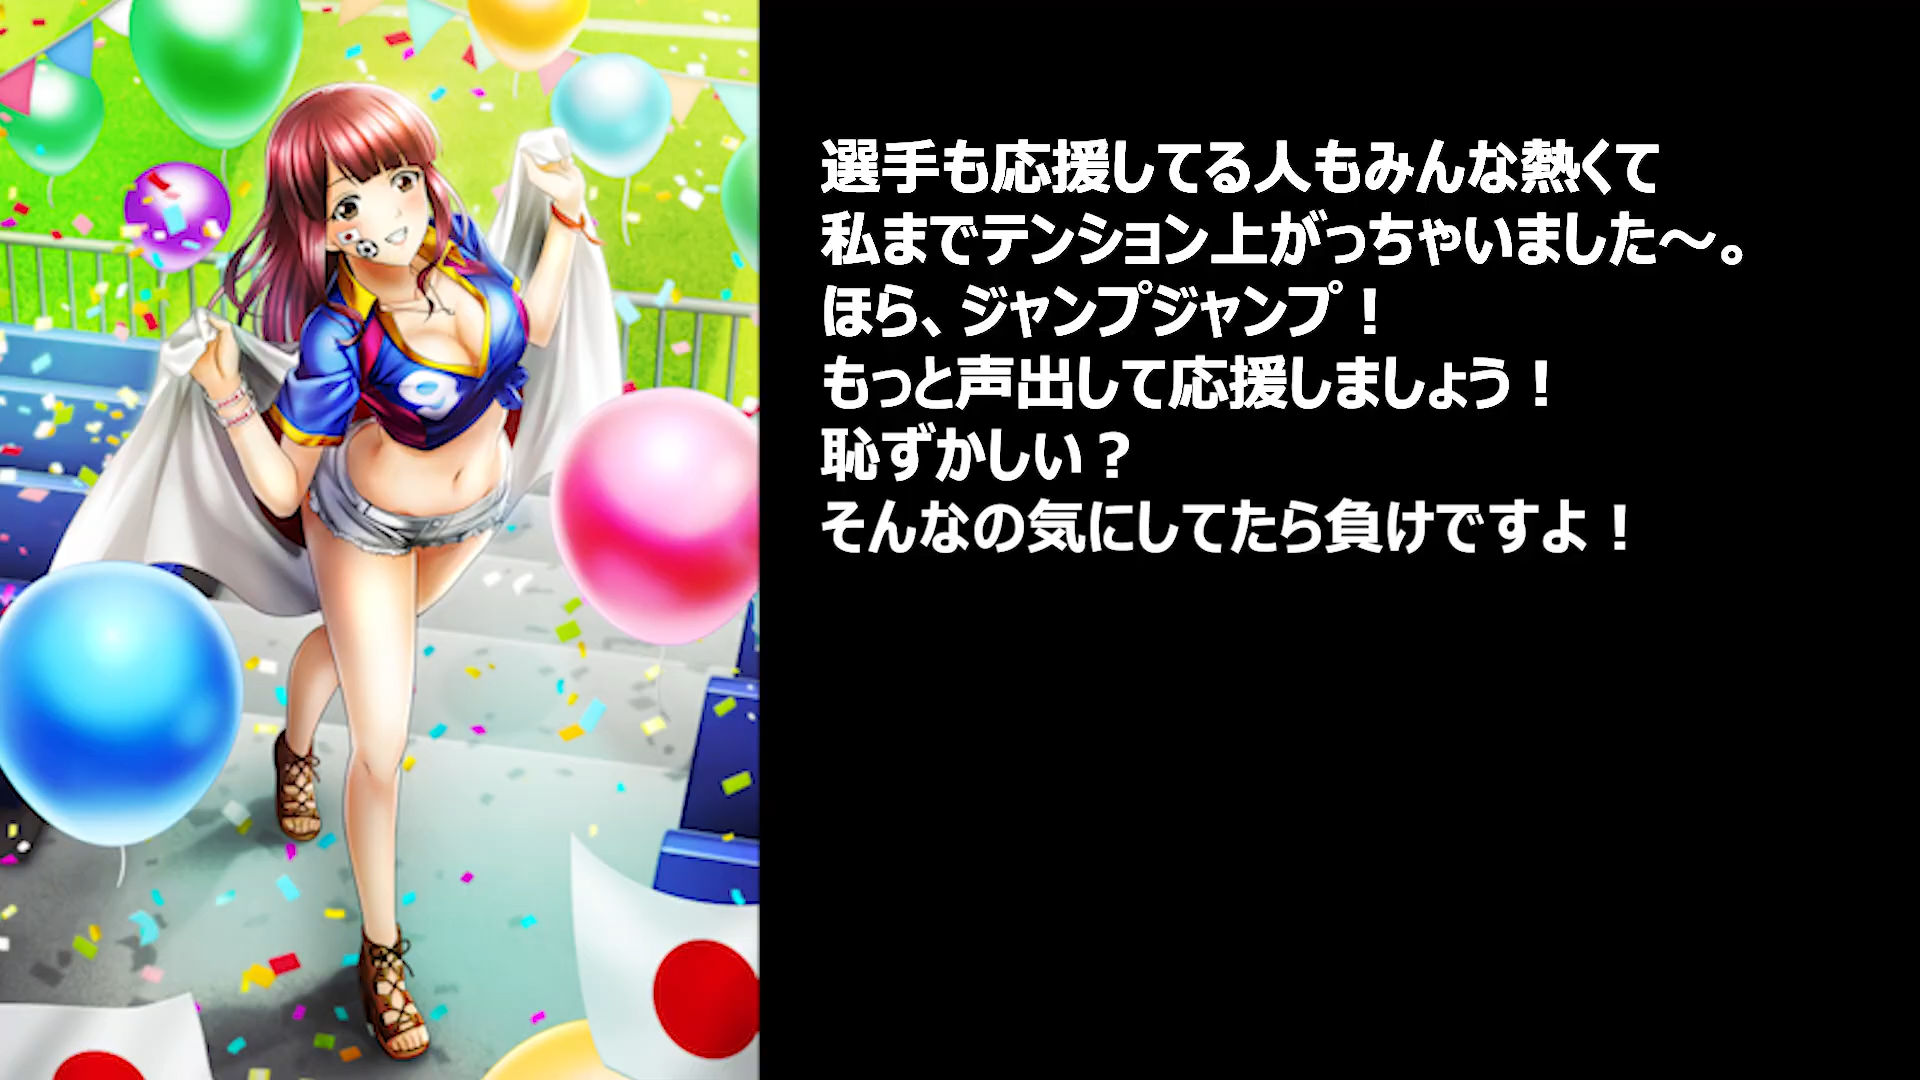 選手も応援してる人もみんな熱くて
私までテンション上がっちゃいました～。
ほら、ジャンプジャンプ！
もっと声出して応援しましょう！
恥ずかしい？
そんなの気にしてたら負けですよ！
9